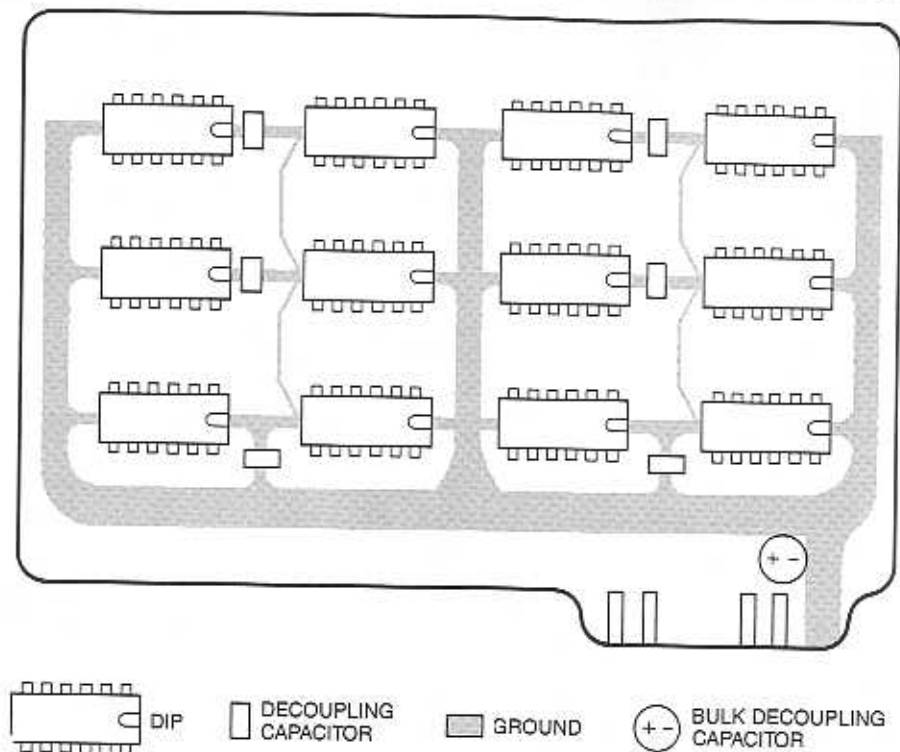 + -
DIP
DECOUPLING
CAPACITOR
GROUND
+ -
BULK DECOUPLING
CAPACITOR